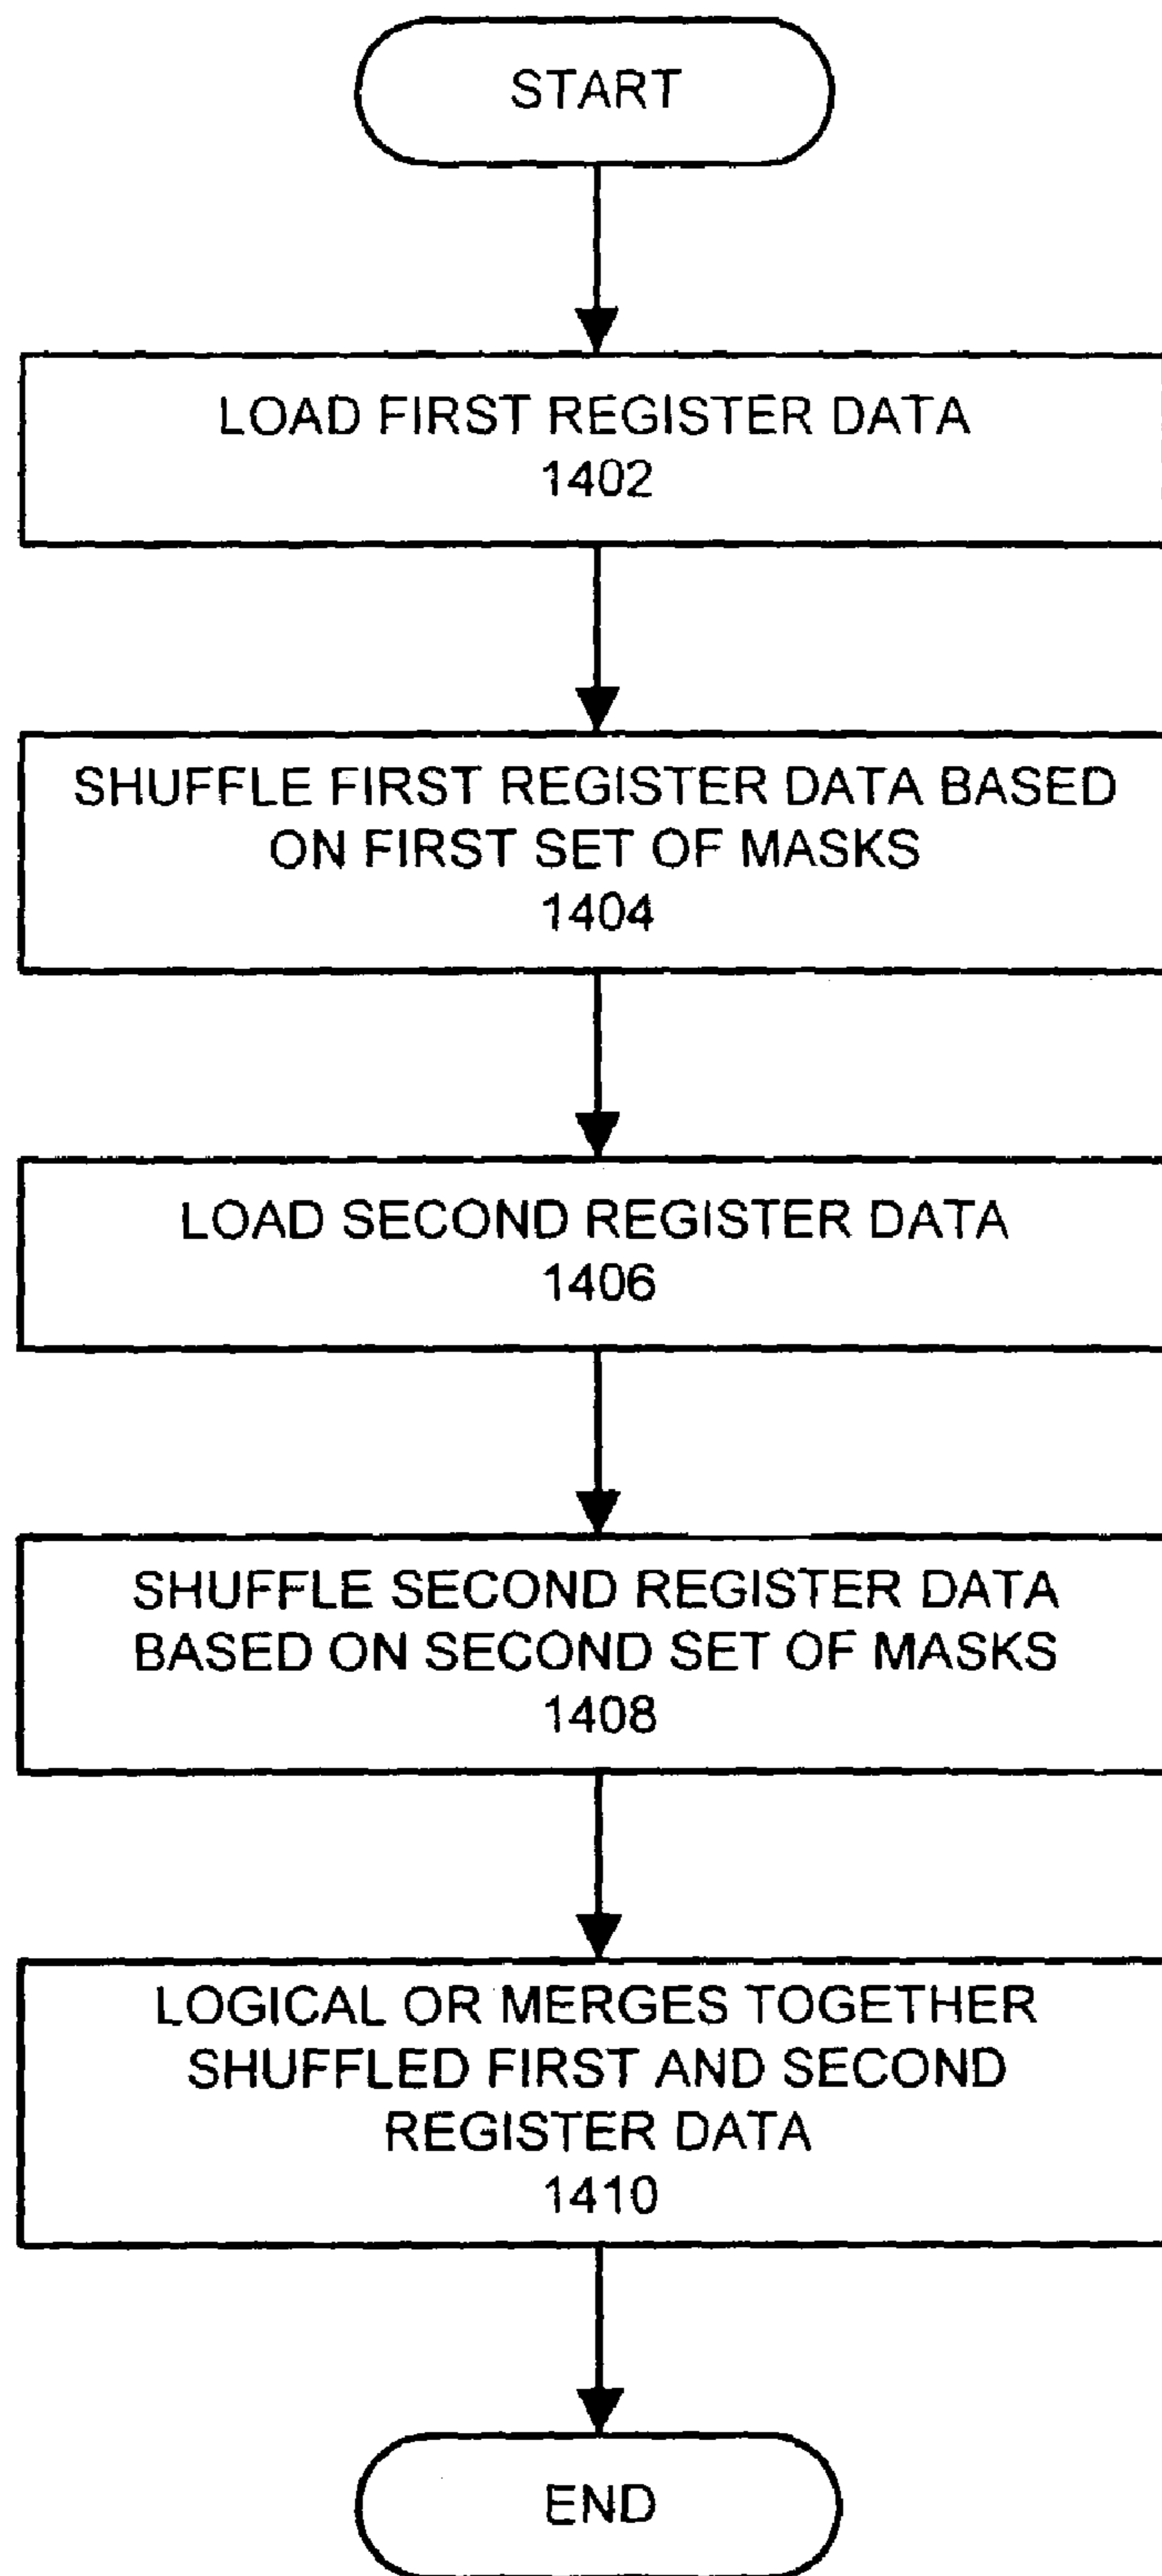 START
LOAD FIRST REGISTER DATA
1402
SHUFFLE FIRST REGISTER DATA BASED
ON FIRST SET OF MASKS
1404
LOAD SECOND REGISTER DATA
1406
SHUFFLE SECOND REGISTER DATA
BASED ON SECOND SET OF MASKS
1408
LOGICAL OR MERGES TOGETHER
SHUFFLED FIRST AND SECOND
REGISTER DATA
1410
END